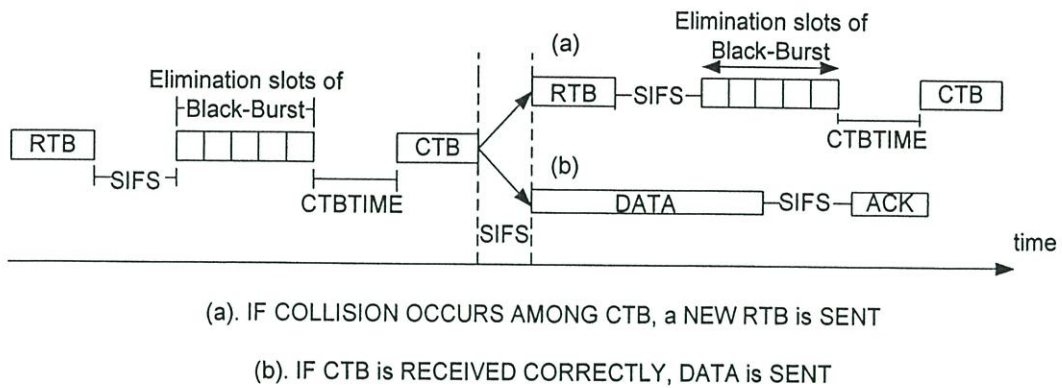 (a)
Elimination slots of
Black-Burst
RTB
SIFS
CTB
CTBTIME
Elimination slots of
Black-Burst
RTB
SIFS
CTBTIME
CTB
(b)
DATA
SIFS
ACK
SIFS
time
(a). IF COLLISION OCCURS AMONG CTB, a NEW RTB is SENT
(b). IF CTB is RECEIVED CORRECTLY, DATA is SENT